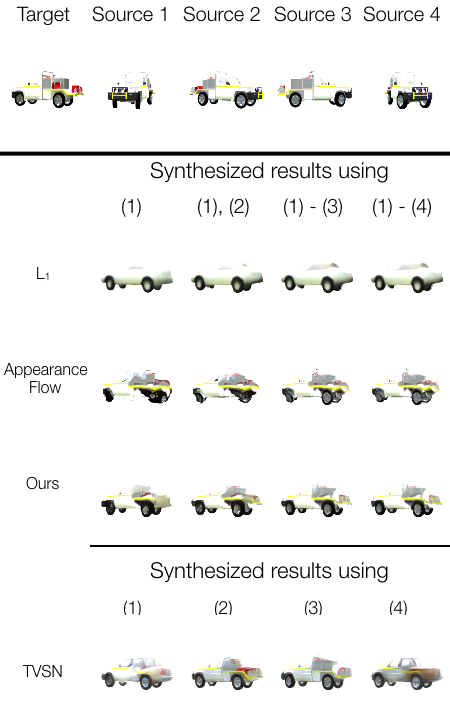 Target Source 1 Source 2 Source 3 Source 4
Synthesized results using
(1) (1), (2) (1) - (3) (1) - (4)
L₁
Appearance
Flow
Ours
Synthesized results using
(1) (2) (3) (4)
TVSN